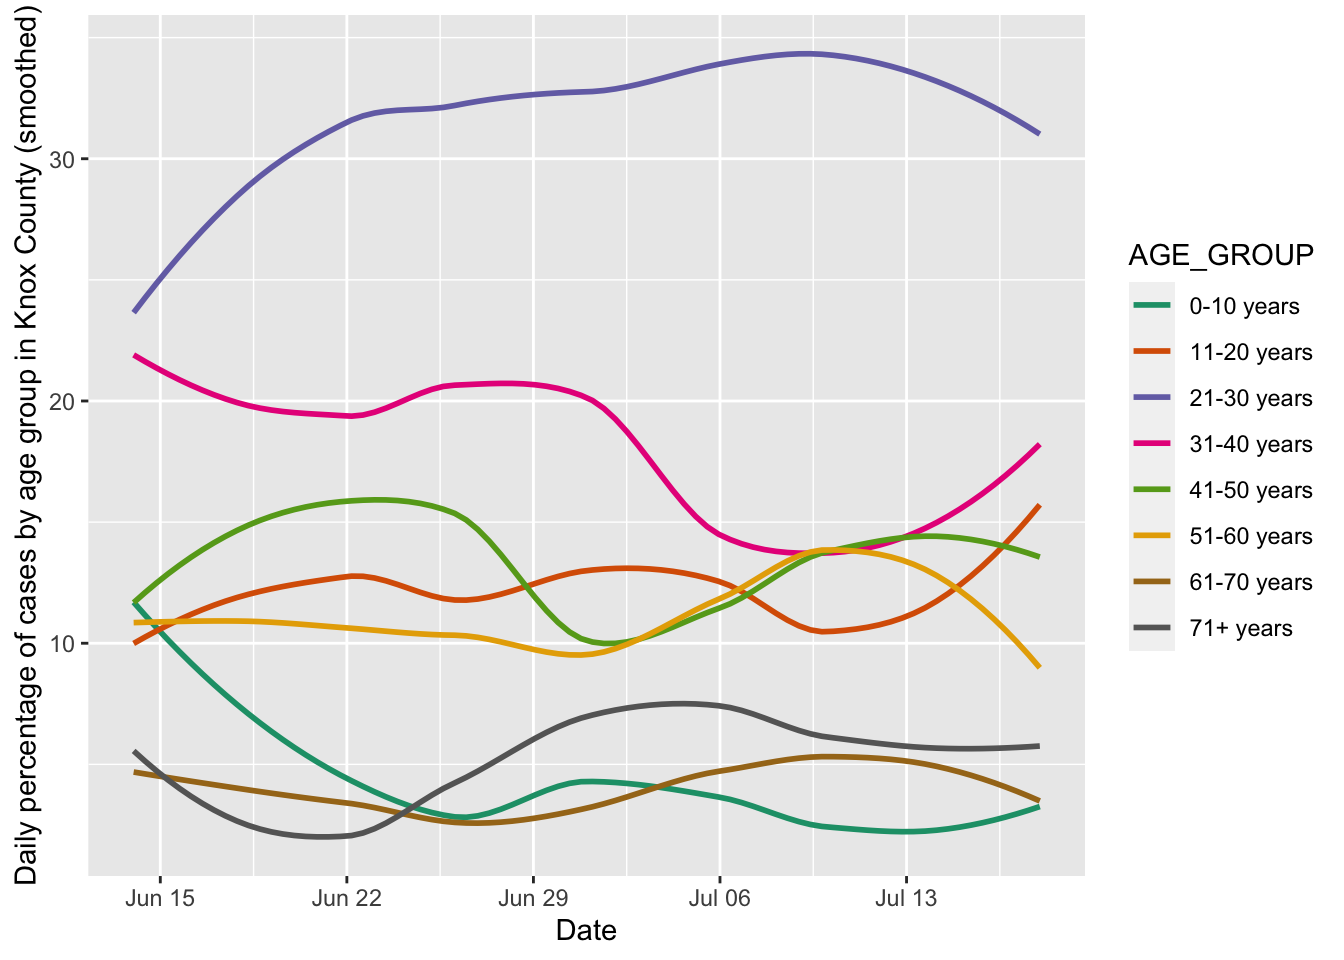 Daily percentage of cases by age group in Knox County (smoothed)
30
20
10
Jun 15
Jun 22
Jun 29
Jul 06
Jul 13
Date
AGE_GROUP
0-10 years
11-20 years
21-30 years
31-40 years
41-50 years
51-60 years
61-70 years
71+ years